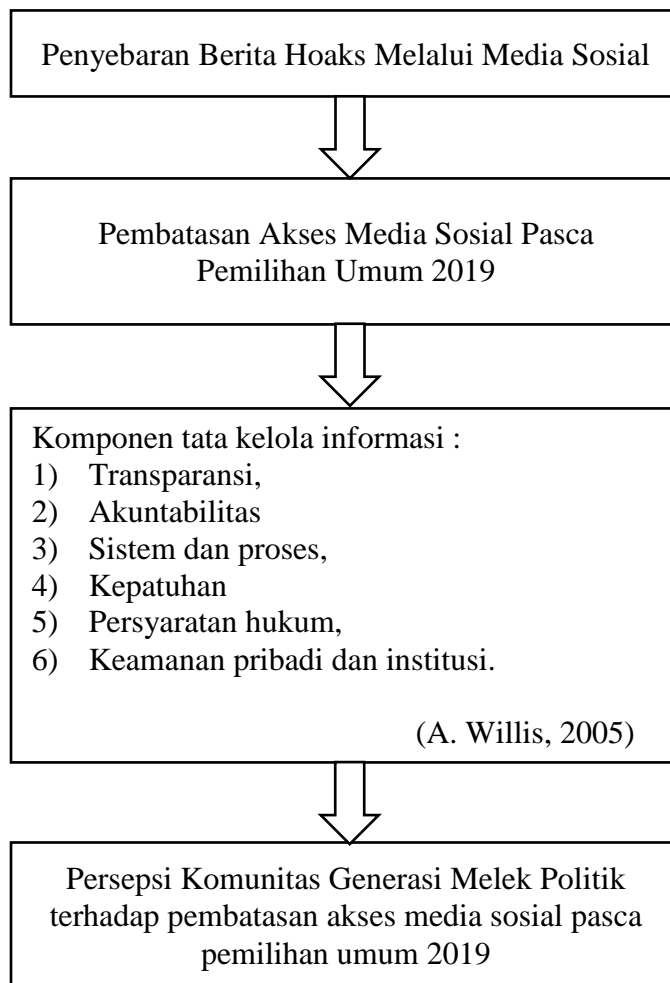 Penyebaran Berita Hoaks Melalui Media Sosial
Pembatasan Akses Media Sosial Pasca
Pemilihan Umum 2019
Komponen tata kelola informasi :
1) Transparansi,
2) Akuntabilitas
3) Sistem dan proses,
4) Kepatuhan
5) Persyaratan hukum,
6) Keamanan pribadi dan institusi.
(A. Willis, 2005)
Persepsi Komunitas Generasi Melek Politik
terhadap pembatasan akses media sosial pasca
pemilihan umum 2019